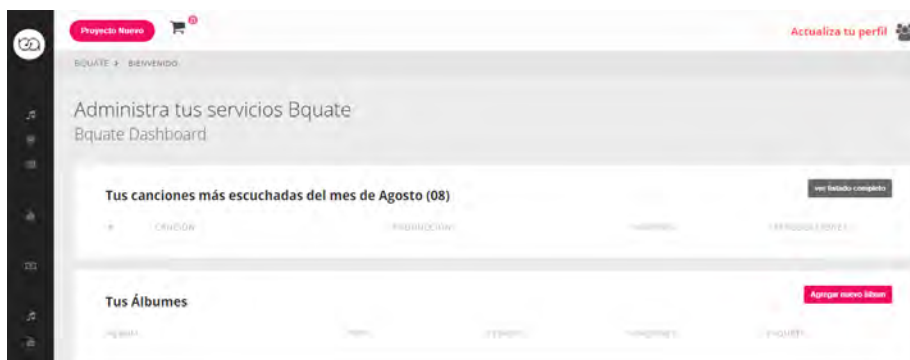 Proyecto Nuevo
Actualiza tu perfil
BQUATE > BIENVENIDO
Administra tus servicios Bquate
Bquate Dashboard
Tus canciones más escuchadas del mes de Agosto (08)
ver listado completo
# CANCIÓN PRODUCCIÓN
Tus Álbumes
Agregar nuevo álbum
ÁLBUM